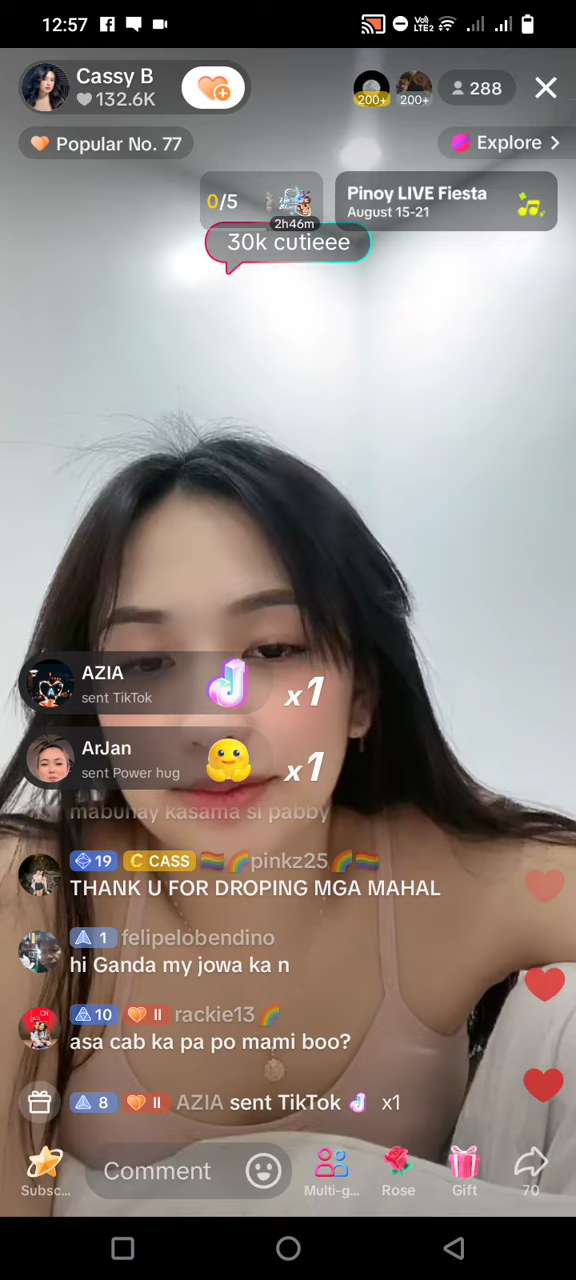 12:57
Vo) LTE2
Cassy B
132.6K
200+
200+
288
Popular No. 77
Explore >
0/5
2h46m
Pinoy LIVE Fiesta
August 15-21
30k cutieee
AZIA
sent TikTok
x1
ArJan
sent Power hug
x1
mabuhay kasama si pabby
19 C CASS 🏳️‍🌈🌈pinkz25🌈🏳️‍🌈
THANK U FOR DROPING MGA MAHAL
1 felipelobendino
hi Ganda my jowa ka n
10 II rackie13🌈
asa cab ka pa po mami boo?
8 II AZIA sent TikTok x1
Comment
Subsc...
Multi-g...
Rose
Gift
70